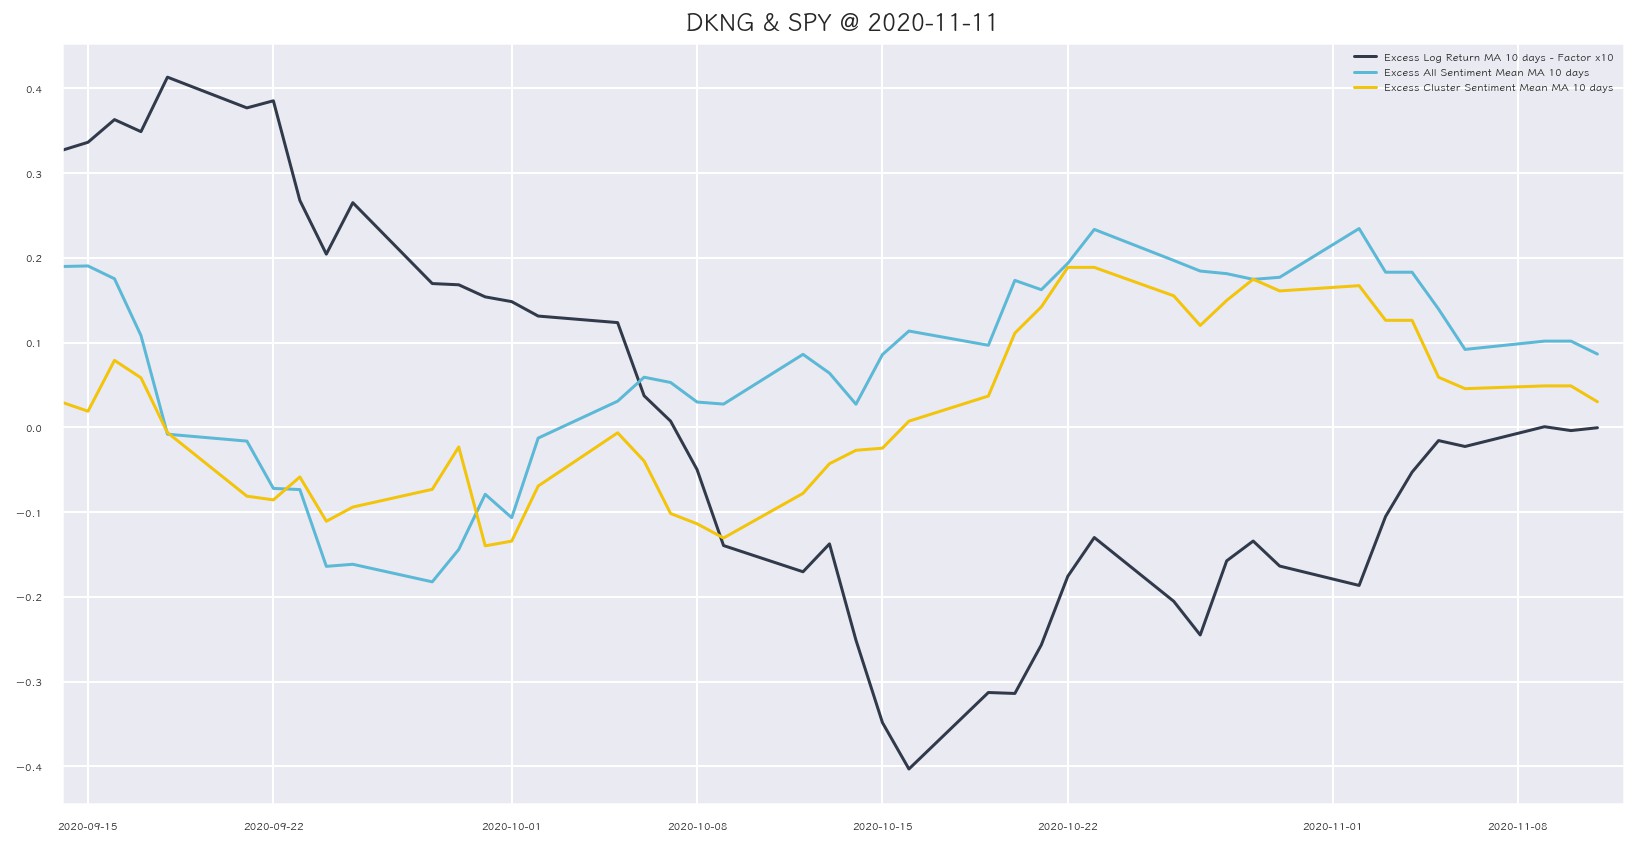 DKNG & SPY @ 2020-11-11
Excess Log Return MA 10 days - Factor x10
Excess All Sentiment Mean MA 10 days
Excess Cluster Sentiment Mean MA 10 days
0.4
0.3
0.2
0.1
0.0
−0.1
−0.2
−0.3
−0.4
2020-09-15 2020-09-22 2020-10-01 2020-10-08 2020-10-15 2020-10-22 2020-11-01 2020-11-08